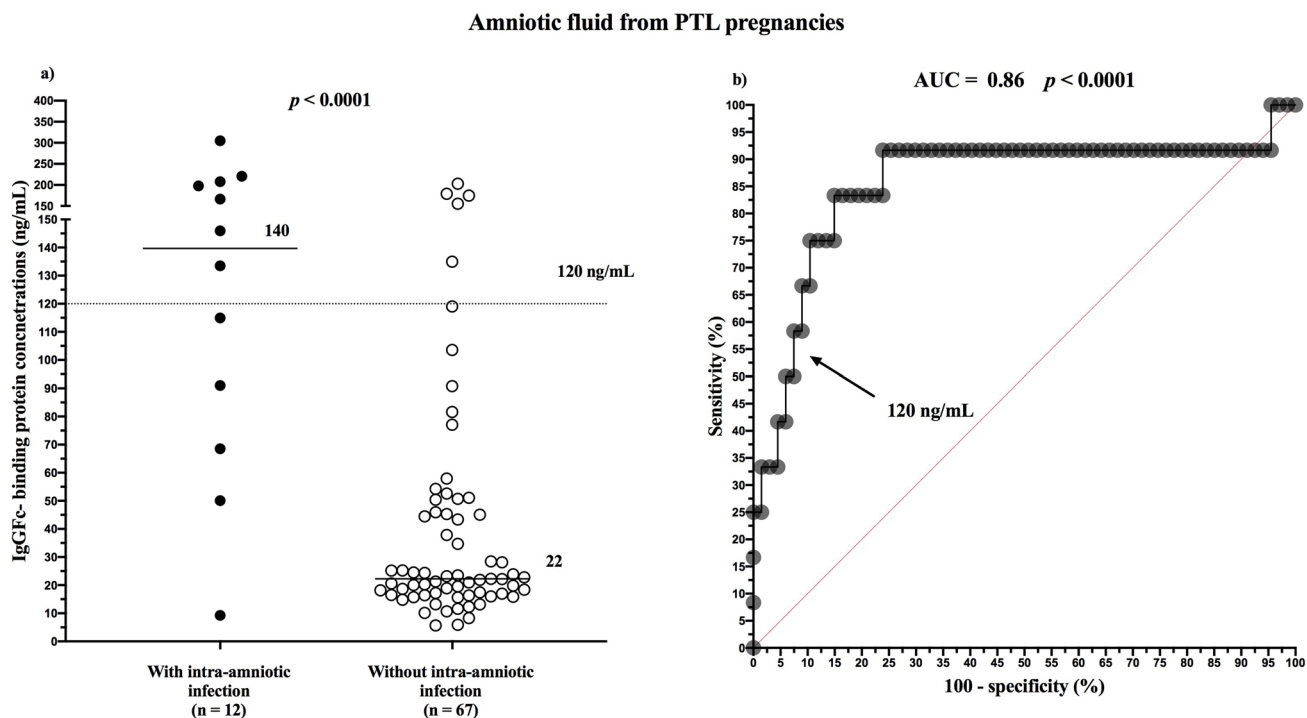 Amniotic fluid from PTL pregnancies
a)
p < 0.0001
IgGFc- binding protein concnetrations (ng/mL)
400
350
300
250
200
150
150
140
130
120
110
100
90
80
70
60
50
40
30
20
10
0
140
120 ng/mL
22
With intra-amniotic
infection
(n = 12)
Without intra-amniotic
infection
(n = 67)
b)
AUC = 0.86 p < 0.0001
Sensitivity (%)
100
95
90
85
80
75
70
65
60
55
50
45
40
35
30
25
20
15
10
5
0
120 ng/mL
0 5 10 15 20 25 30 35 40 45 50 55 60 65 70 75 80 85 90 95 100
100 - specificity (%)